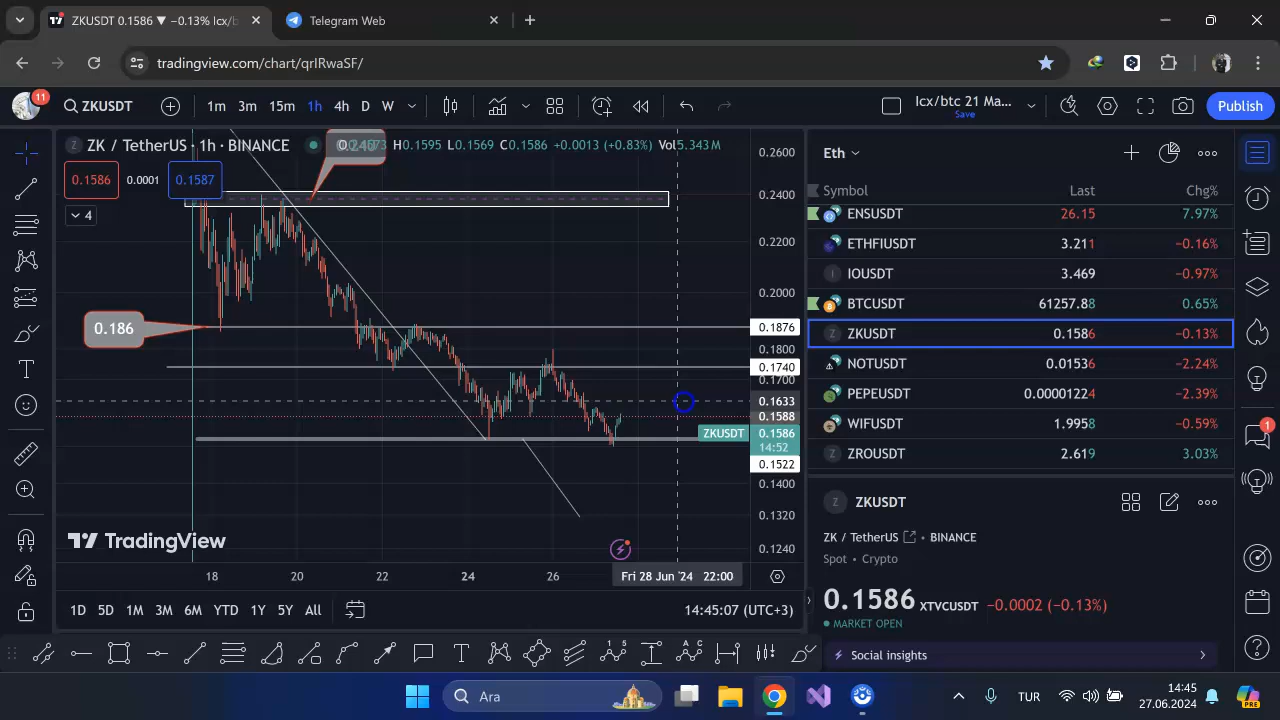 ZKUSDT 0.1586 ▼ −0.13% Icx/b
Telegram Web
tradingview.com/chart/qrIRwaSF/
11
ZKUSDT
1m 3m 15m 1h 4h D W
Icx/btc 21 Ma...
Save
Publish
ZK / TetherUS · 1h · BINANCE
H0.1595 L0.1569 C0.1586 +0.0013 (+0.83%) Vol5.343 M
0.1586
0.0001
0.1587
4
0.186
0.2600
0.2400
0.2200
0.2000
0.1876
0.1800
0.1740
0.1700
0.1633
0.1588
ZKUSDT 0.1586
14:52
0.1522
0.1400
0.1320
0.1240
TradingView
18 20 22 24 26
Fri 28 Jun '24 22:00
1D 5D 1M 3M 6M YTD 1Y 5Y All
14:45:07 (UTC+3)
Eth
Symbol Last Chg%
ENSUSDT 26.15 7.97%
ETHFIUSDT 3.211 −0.16%
IOUSDT 3.469 −0.97%
BTCUSDT 61257.88 0.65%
ZKUSDT 0.1586 −0.13%
NOTUSDT 0.01536 −2.24%
PEPEUSDT 0.00001224 −2.39%
WIFUSDT 1.9958 −0.59%
ZROUSDT 2.619 3.03%
Z ZKUSDT
ZK / TetherUS • BINANCE
Spot • Crypto
0.1586 XTVCUSDT −0.0002 (−0.13%)
MARKET OPEN
Social insights
1
Ara
TUR
14:45
27.06.2024
PRE